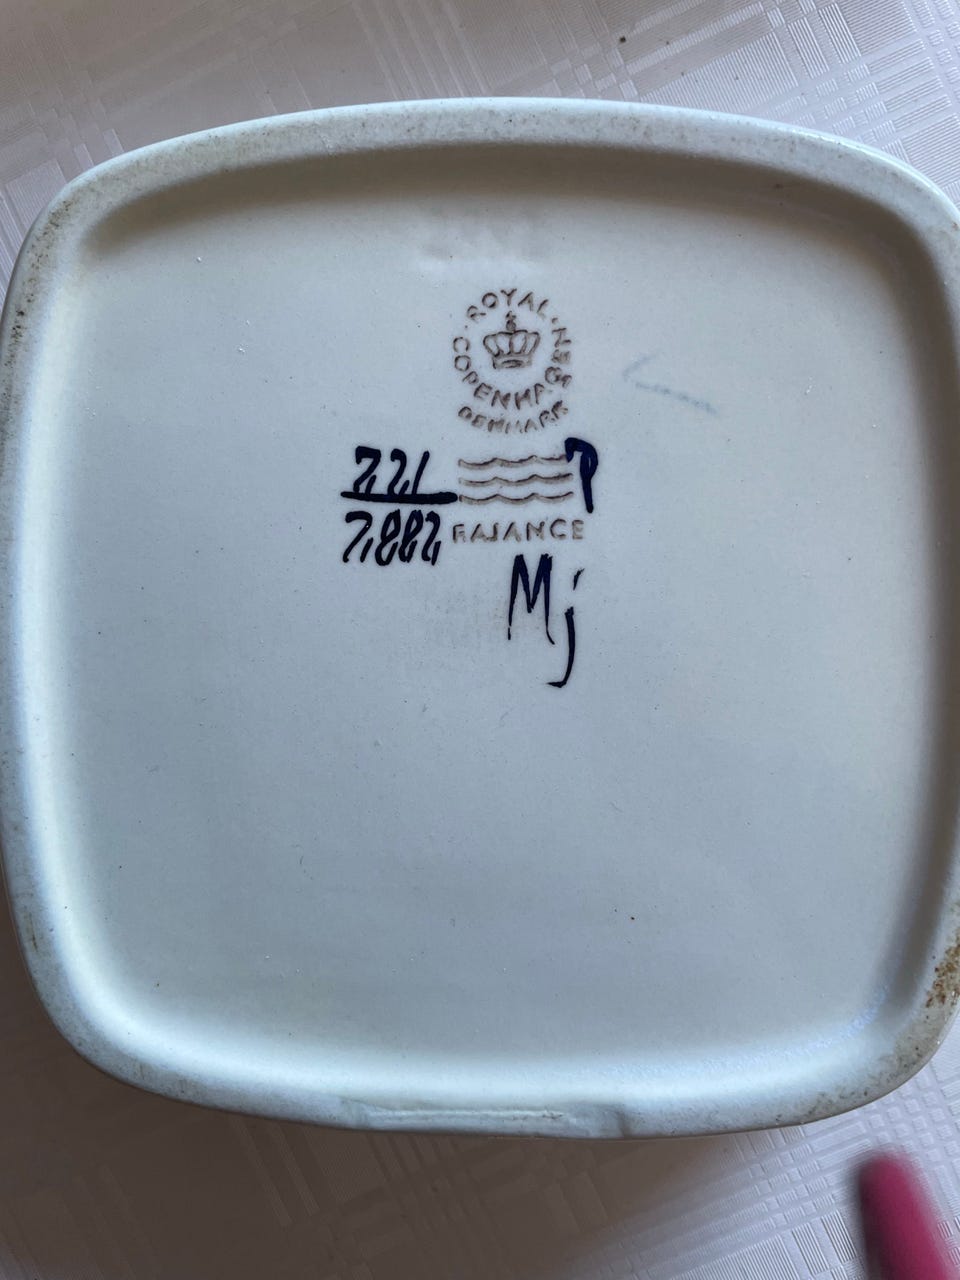 ROYAL
COPENHAGEN
DENMARK
221
2882
FAJANCE
Mj